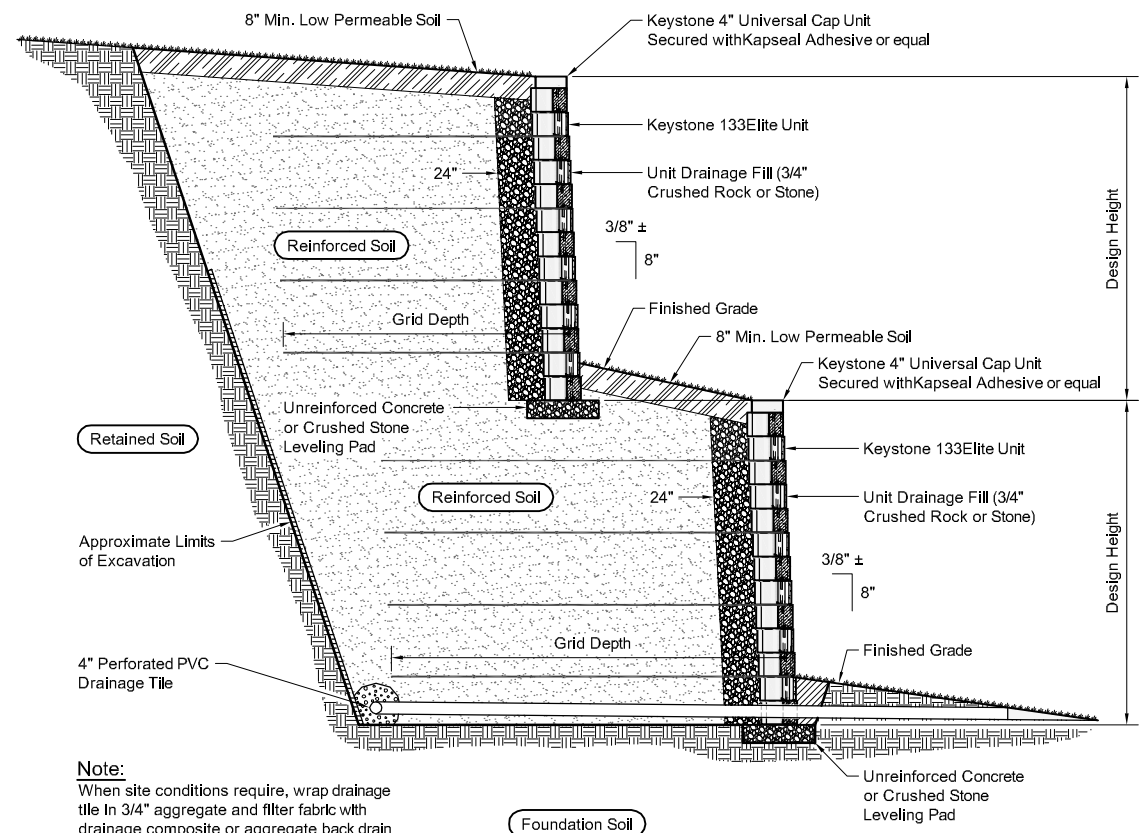 8" Min. Low Permeable Soil
Keystone 4" Universal Cap Unit
Secured withKapseal Adhesive or equal
Keystone 133Elite Unit
24"
Unit Drainage Fill (3/4"
Crushed Rock or Stone)
3/8" ±
8"
Reinforced Soil
Design Height
Grid Depth
Finished Grade
8" Min. Low Permeable Soil
Keystone 4" Universal Cap Unit
Secured withKapseal Adhesive or equal
Unreinforced Concrete
or Crushed Stone
Leveling Pad
Retained Soil
Keystone 133Elite Unit
Reinforced Soil
24"
Unit Drainage Fill (3/4"
Crushed Rock or Stone)
Approximate Limits
of Excavation
3/8" ±
8"
Design Height
Grid Depth
Finished Grade
4" Perforated PVC
Drainage Tile
Note:
When site conditions require, wrap drainage
tile in 3/4" aggregate and filter fabric with
drainage composite or aggregate back drain
Unreinforced Concrete
or Crushed Stone
Leveling Pad
Foundation Soil